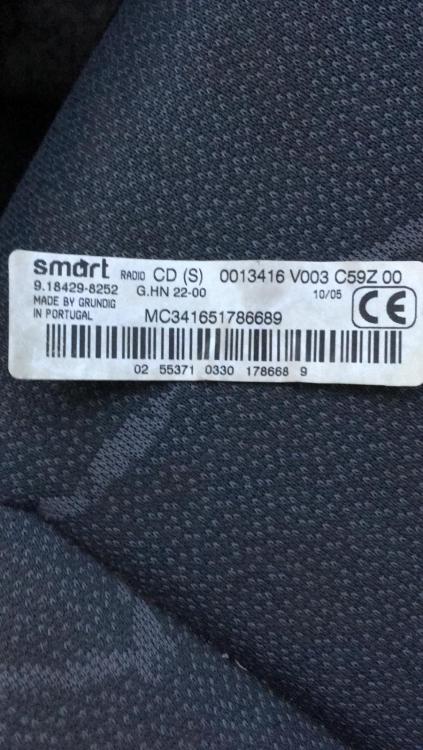 smart RADIO CD (S) 0013416 V003 C59Z 00
9.18429-8252 G.HN 22-00 10/05 CE
MADE BY GRUNDIG
IN PORTUGAL MC341651786689
02 55371 0330 178668 9